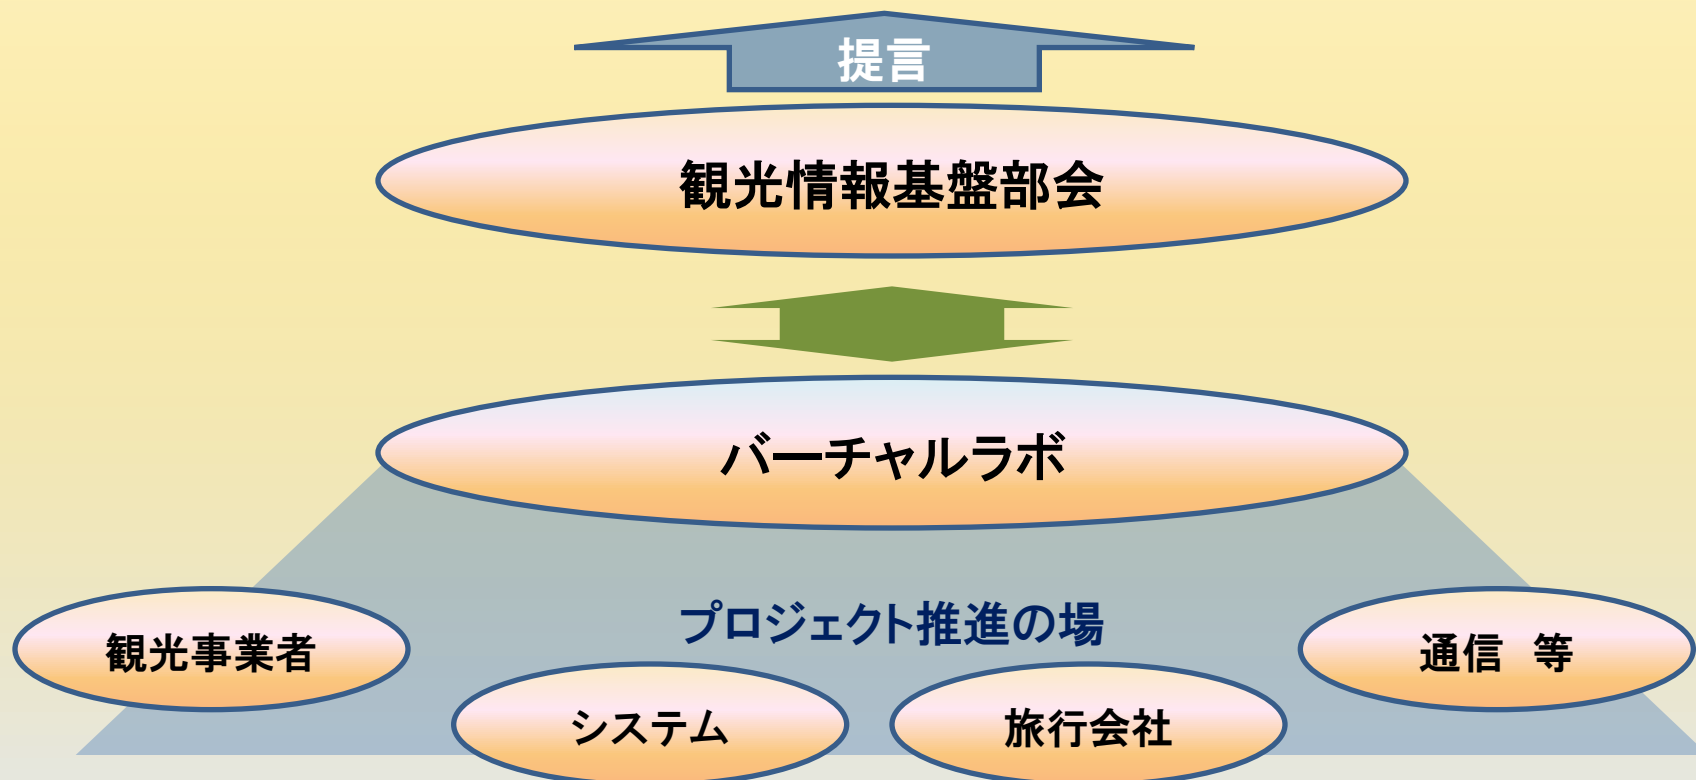 提言
観光情報基盤部会
バーチャルラボ
プロジェクト推進の場
観光事業者
通信　等
システム
旅行会社